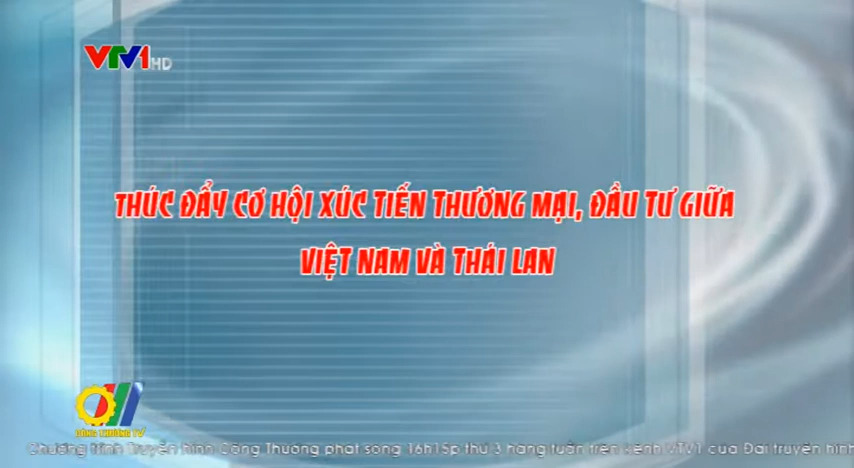 VTV1 HD
THÚC ĐẨY CƠ HỘI XÚC TIẾN THƯƠNG MẠI, ĐẦU TƯ GIỮA
VIỆT NAM VÀ THÁI LAN
CÔNG THƯƠNG TV
Chương trình Truyền hình Công Thương phát sóng 16h15p thứ 3 hàng tuần trên kênh VTV1 của Đài truyền hình